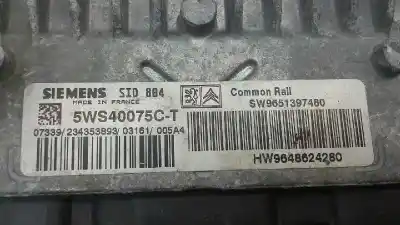 SIEMENS SID 804
MADE IN FRANCE
Common Rail
SW9651397480
5WS40075C-T
07339/234353893/03161/005A4
HW9648624280